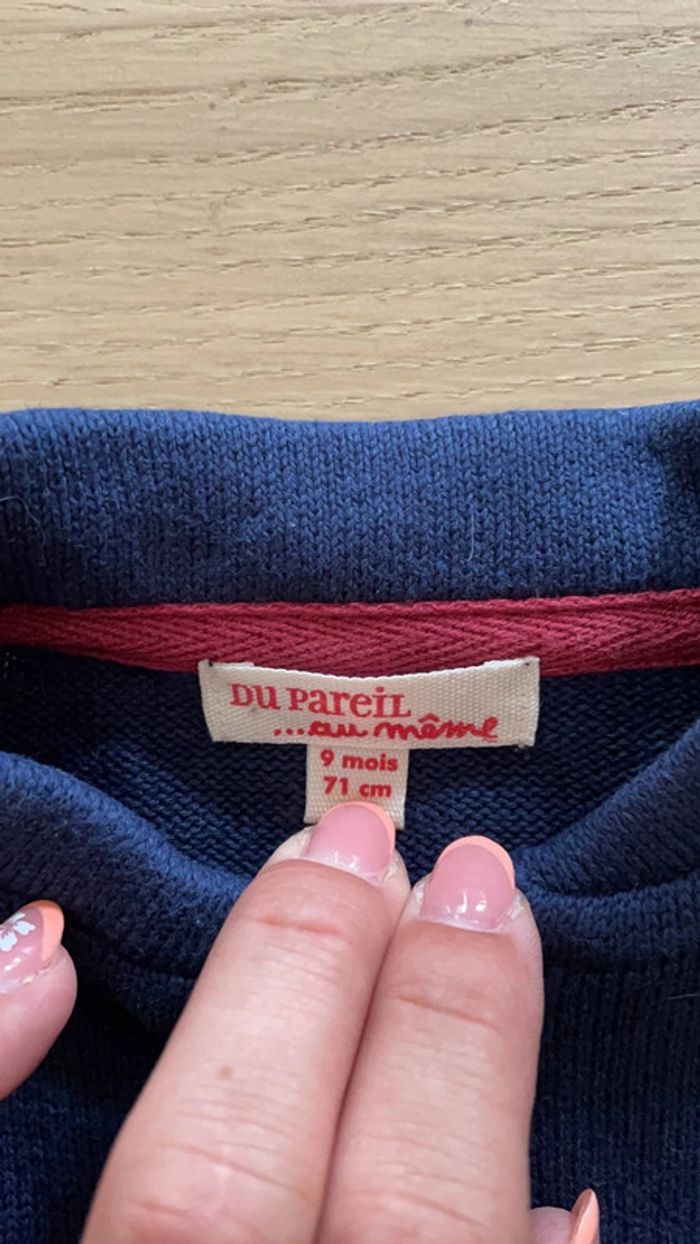 DU PAREIL
...au même
9 mois
71 cm